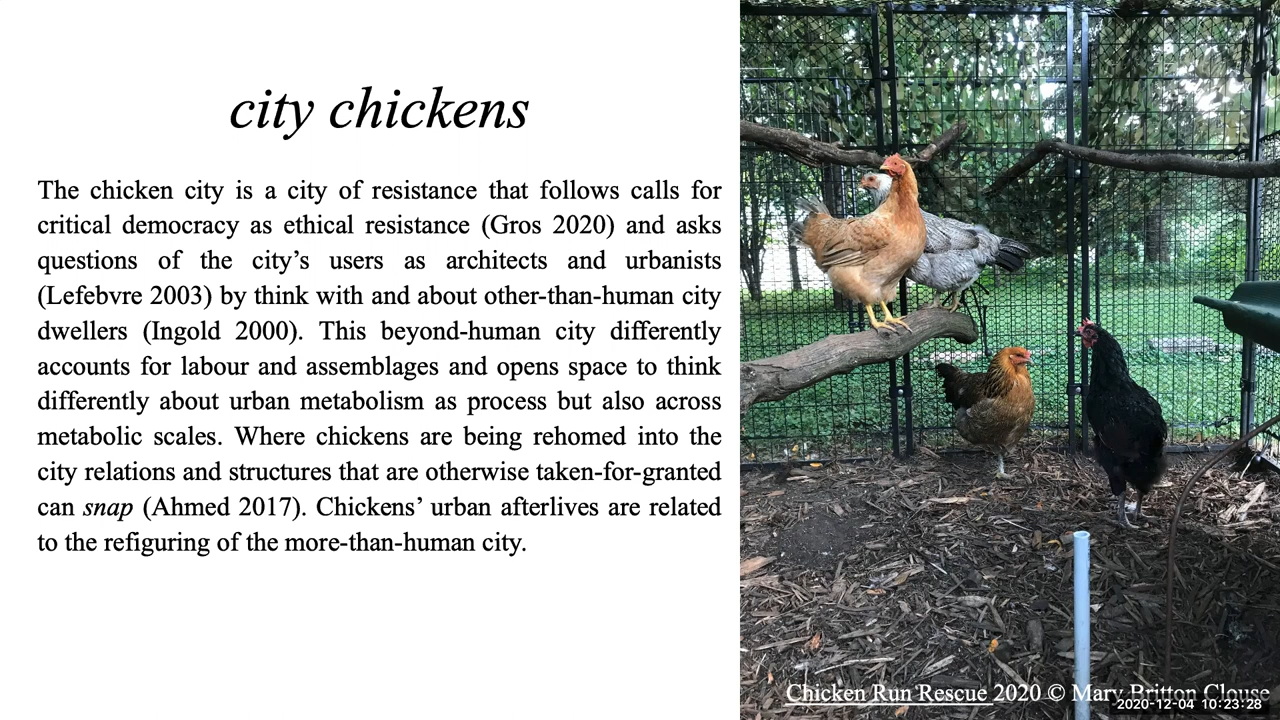 city chickens
The chicken city is a city of resistance that follows calls for
critical democracy as ethical resistance (Gros 2020) and asks
questions of the city’s users as architects and urbanists
(Lefebvre 2003) by think with and about other-than-human city
dwellers (Ingold 2000). This beyond-human city differently
accounts for labour and assemblages and opens space to think
differently about urban metabolism as process but also across
metabolic scales. Where chickens are being rehomed into the
city relations and structures that are otherwise taken-for-granted
can snap (Ahmed 2017). Chickens’ urban afterlives are related
to the refiguring of the more-than-human city.
Chicken Run Rescue 2020 © Mary Britton Clouse
2020-12-04 10:23:28